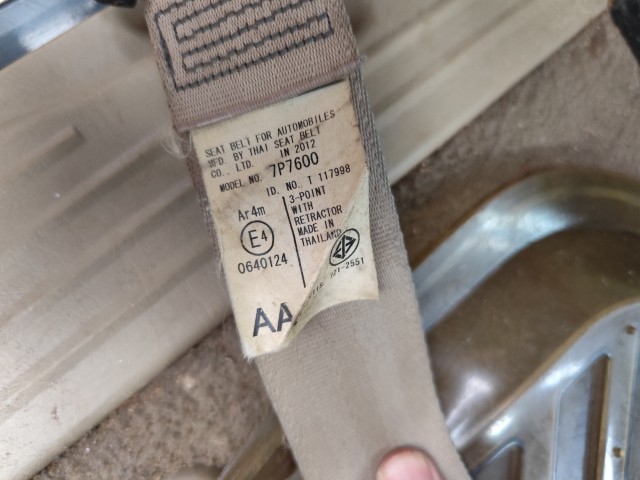 SEAT BELT FOR AUTOMOBILES
MFD. BY THAI SEAT BELT
CO., LTD. IN 2012
MODEL NO. 7P7600
ID. NO. T 117998
Ar4m
E4
0640124
3-POINT
WITH
RETRACTOR
MADE IN
THAILAND
-2551
AA